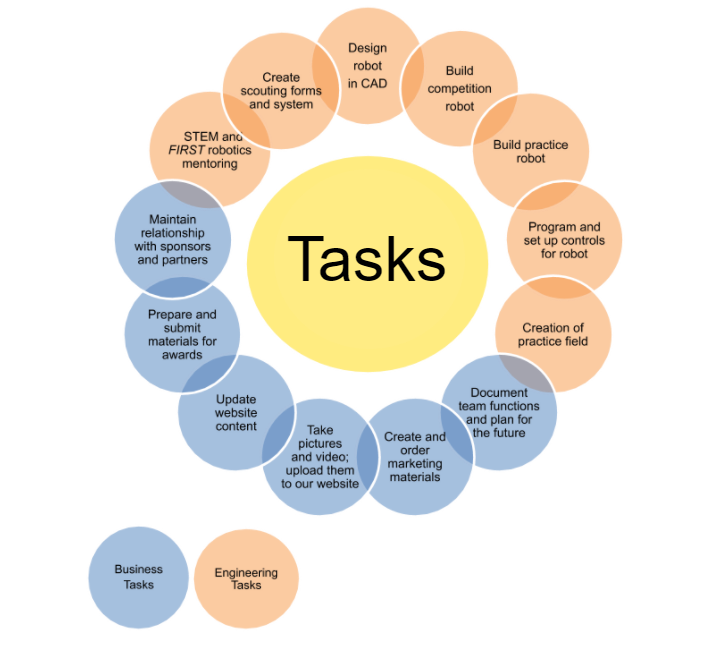 Design
robot
in CAD
Build
competition
robot
Build practice
robot
Program and
set up controls
for robot
Creation of
practice field
Document
team functions
and plan for
the future
Create and
order
marketing
materials
Take
pictures
and video;
upload them
to our website
Update
website
content
Prepare and
submit
materials for
awards
Maintain
relationship
with sponsors
and partners
STEM and
FIRST robotics
mentoring
Create
scouting forms
and system
Tasks
Business
Tasks
Engineering
Tasks